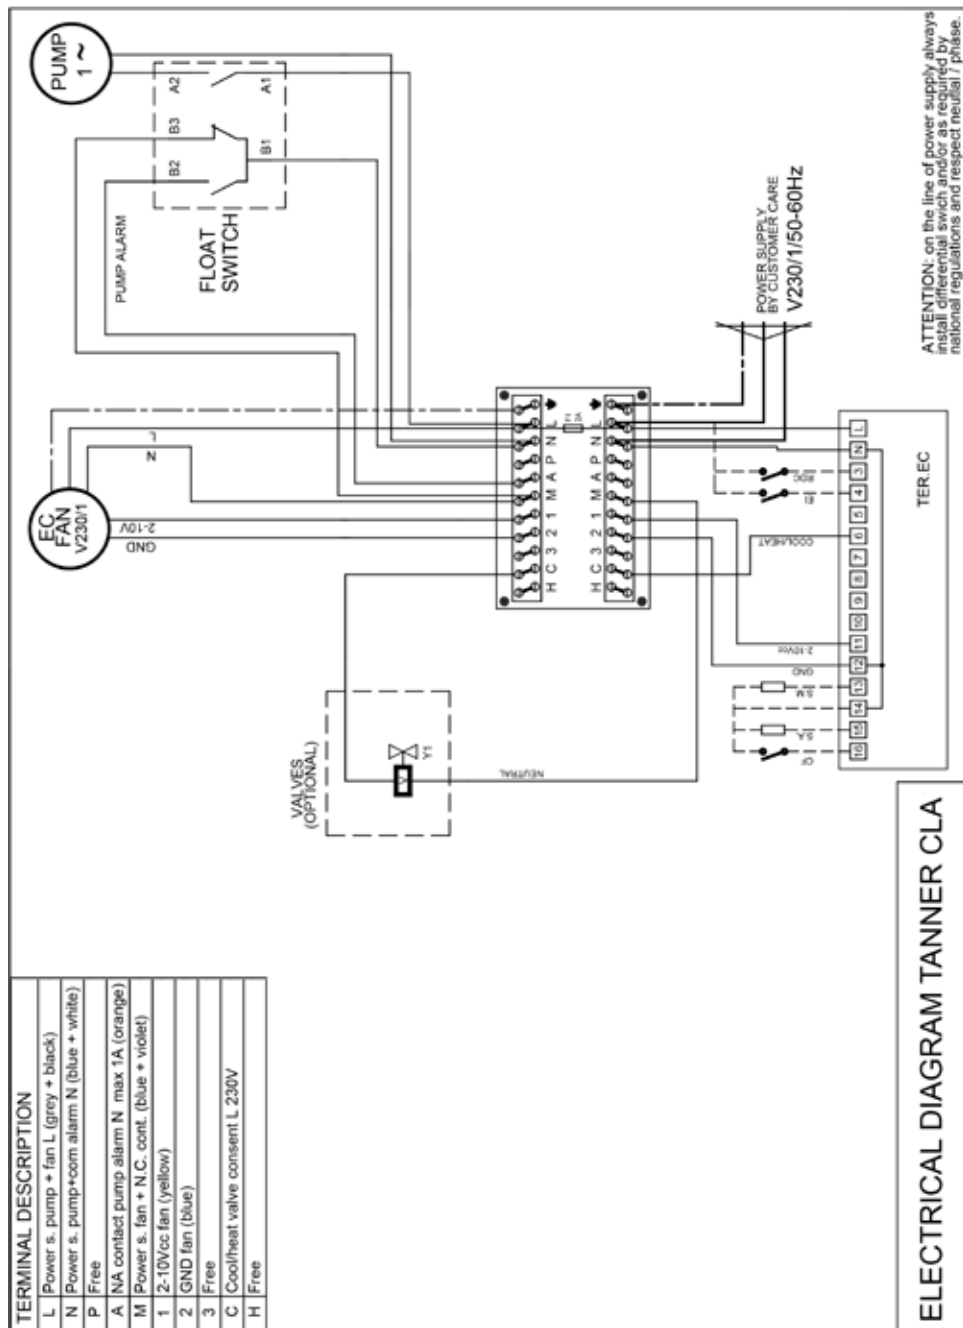 PUMP
1 ~
A2
A1
B3
B1
B2
PUMP ALARM
FLOAT
SWITCH
EC
FAN
V230/1
L
N
2-10V
GND
POWER SUPPLY
BY CUSTOMER CARE
V230/1/50-60Hz
ATTENTION: on the line of power supply always
install differential swich and/or as required by
national regulations and respect neutral / phase.
L N P A M 1 2 3 C H
F1
2A
L N P A M 1 2 3 C H
TER.EC
L N 3 4 5 6 7 8 9 10 11 12 13 14 15 16
RDC
EI
COOL/HEAT
2-10Vcc
GND
S.M.
S.A.
CF
VALVES
(OPTIONAL)
Y1
NEUTRAL
TERMINAL DESCRIPTION
L Power s. pump + fan L (grey + black)
N Power s. pump+com alarm N (blue + white)
P Free
A NA contact pump alarm N max 1A (orange)
M Power s. fan + N.C. cont. (blue + violet)
1 2-10Vcc fan (yellow)
2 GND fan (blue)
3 Free
C Cool/heat valve consent L 230V
H Free
ELECTRICAL DIAGRAM TANNER CLA